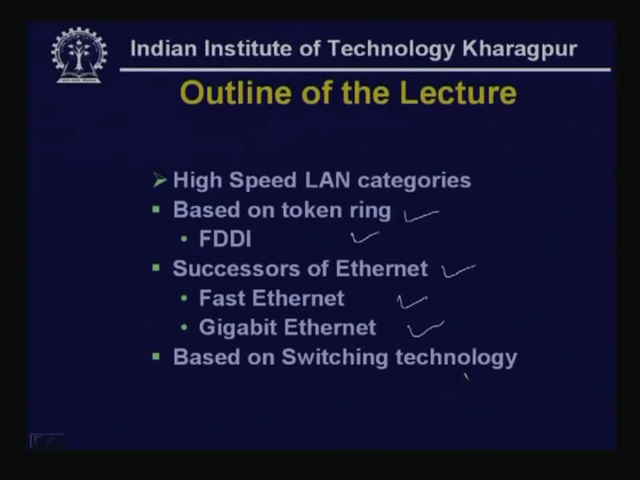 Indian Institute of Technology Kharagpur
Outline of the Lecture
High Speed LAN categories
Based on token ring
FDDI
Successors of Ethernet
Fast Ethernet
Gigabit Ethernet
Based on Switching technology